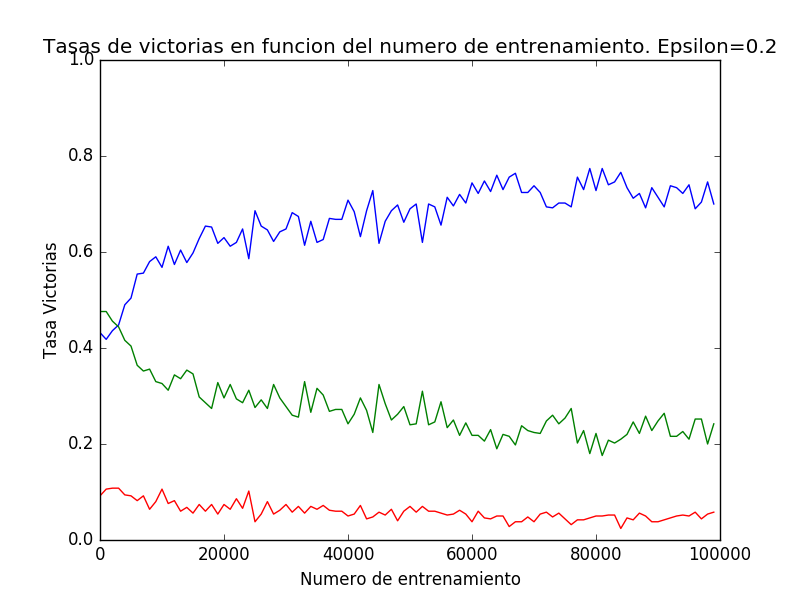 Tasas de victorias en funcion del numero de entrenamiento. Epsilon=0.2
1.0
0.8
0.6
0.4
0.2
0.0
Tasa Victorias
0 20000 40000 60000 80000 100000
Numero de entrenamiento